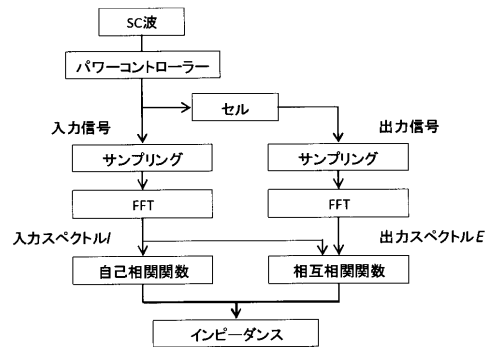 SC波
パワーコントローラー
セル
入力信号
出力信号
サンプリング
サンプリング
FFT
FFT
入力スペクトルI
出力スペクトルE
自己相関関数
相互相関関数
インピーダンス